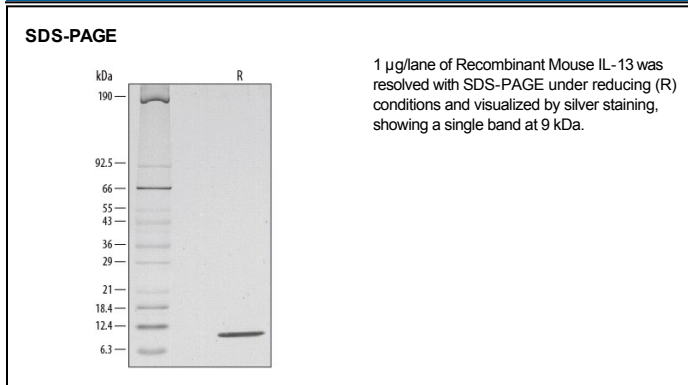 SDS-PAGE
kDa
R
190
92.5
66
55
43
36
29
21
18.4
12.4
6.3
1 µg/lane of Recombinant Mouse IL-13 was
resolved with SDS-PAGE under reducing (R)
conditions and visualized by silver staining,
showing a single band at 9 kDa.